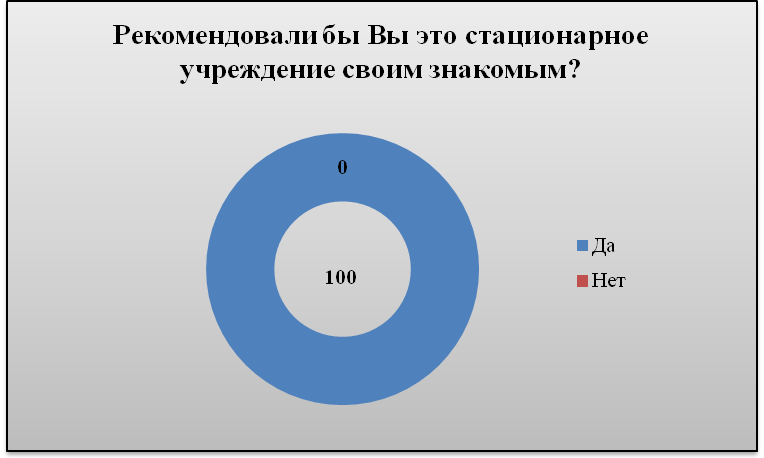 Рекомендовали бы Вы это стационарное
учреждение своим знакомым?
0
100
Да
Нет